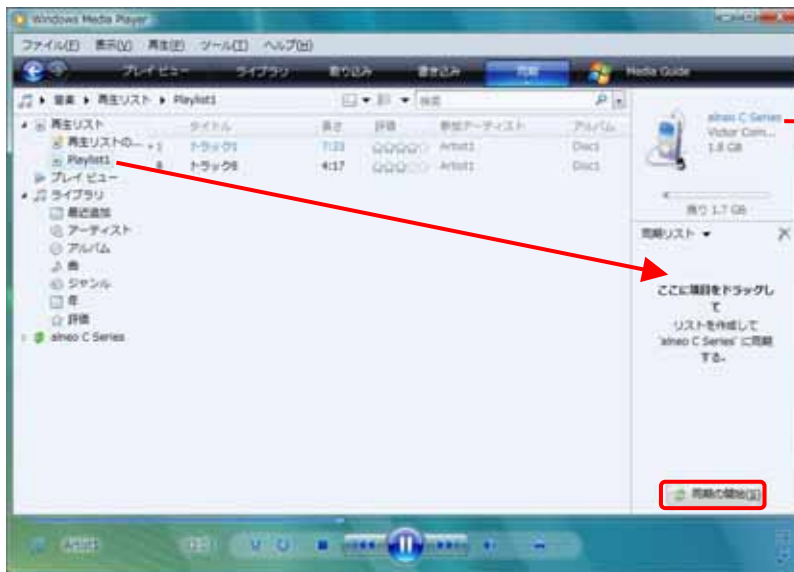 Windows Media Player
ファイル(F) 表示(V) 再生(P) ツール(T) ヘルプ(H)
プレイ ビュー ライブラリ 取り込み 書き込み 同期 Media Guide
音楽 再生リスト Playlist1 検索
再生リスト
再生リストの...
Playlist1
プレイ ビュー
ライブラリ
最近追加
アーティスト
アルバム
曲
ジャンル
年
評価
alneo C Series
タイトル 長さ 評価 参加アーティスト アルバム
トラック 7:33 Artist1 Disc1
トラック 4:17 Artist1 Disc1
alneo C Series
Victor Com...
1.8 GB
残り 1.7 GB
同期リスト
ここに項目をドラッグし
て
リストを作成して
'alneo C Series' に同期
する。
同期の開始(S)
Artist1